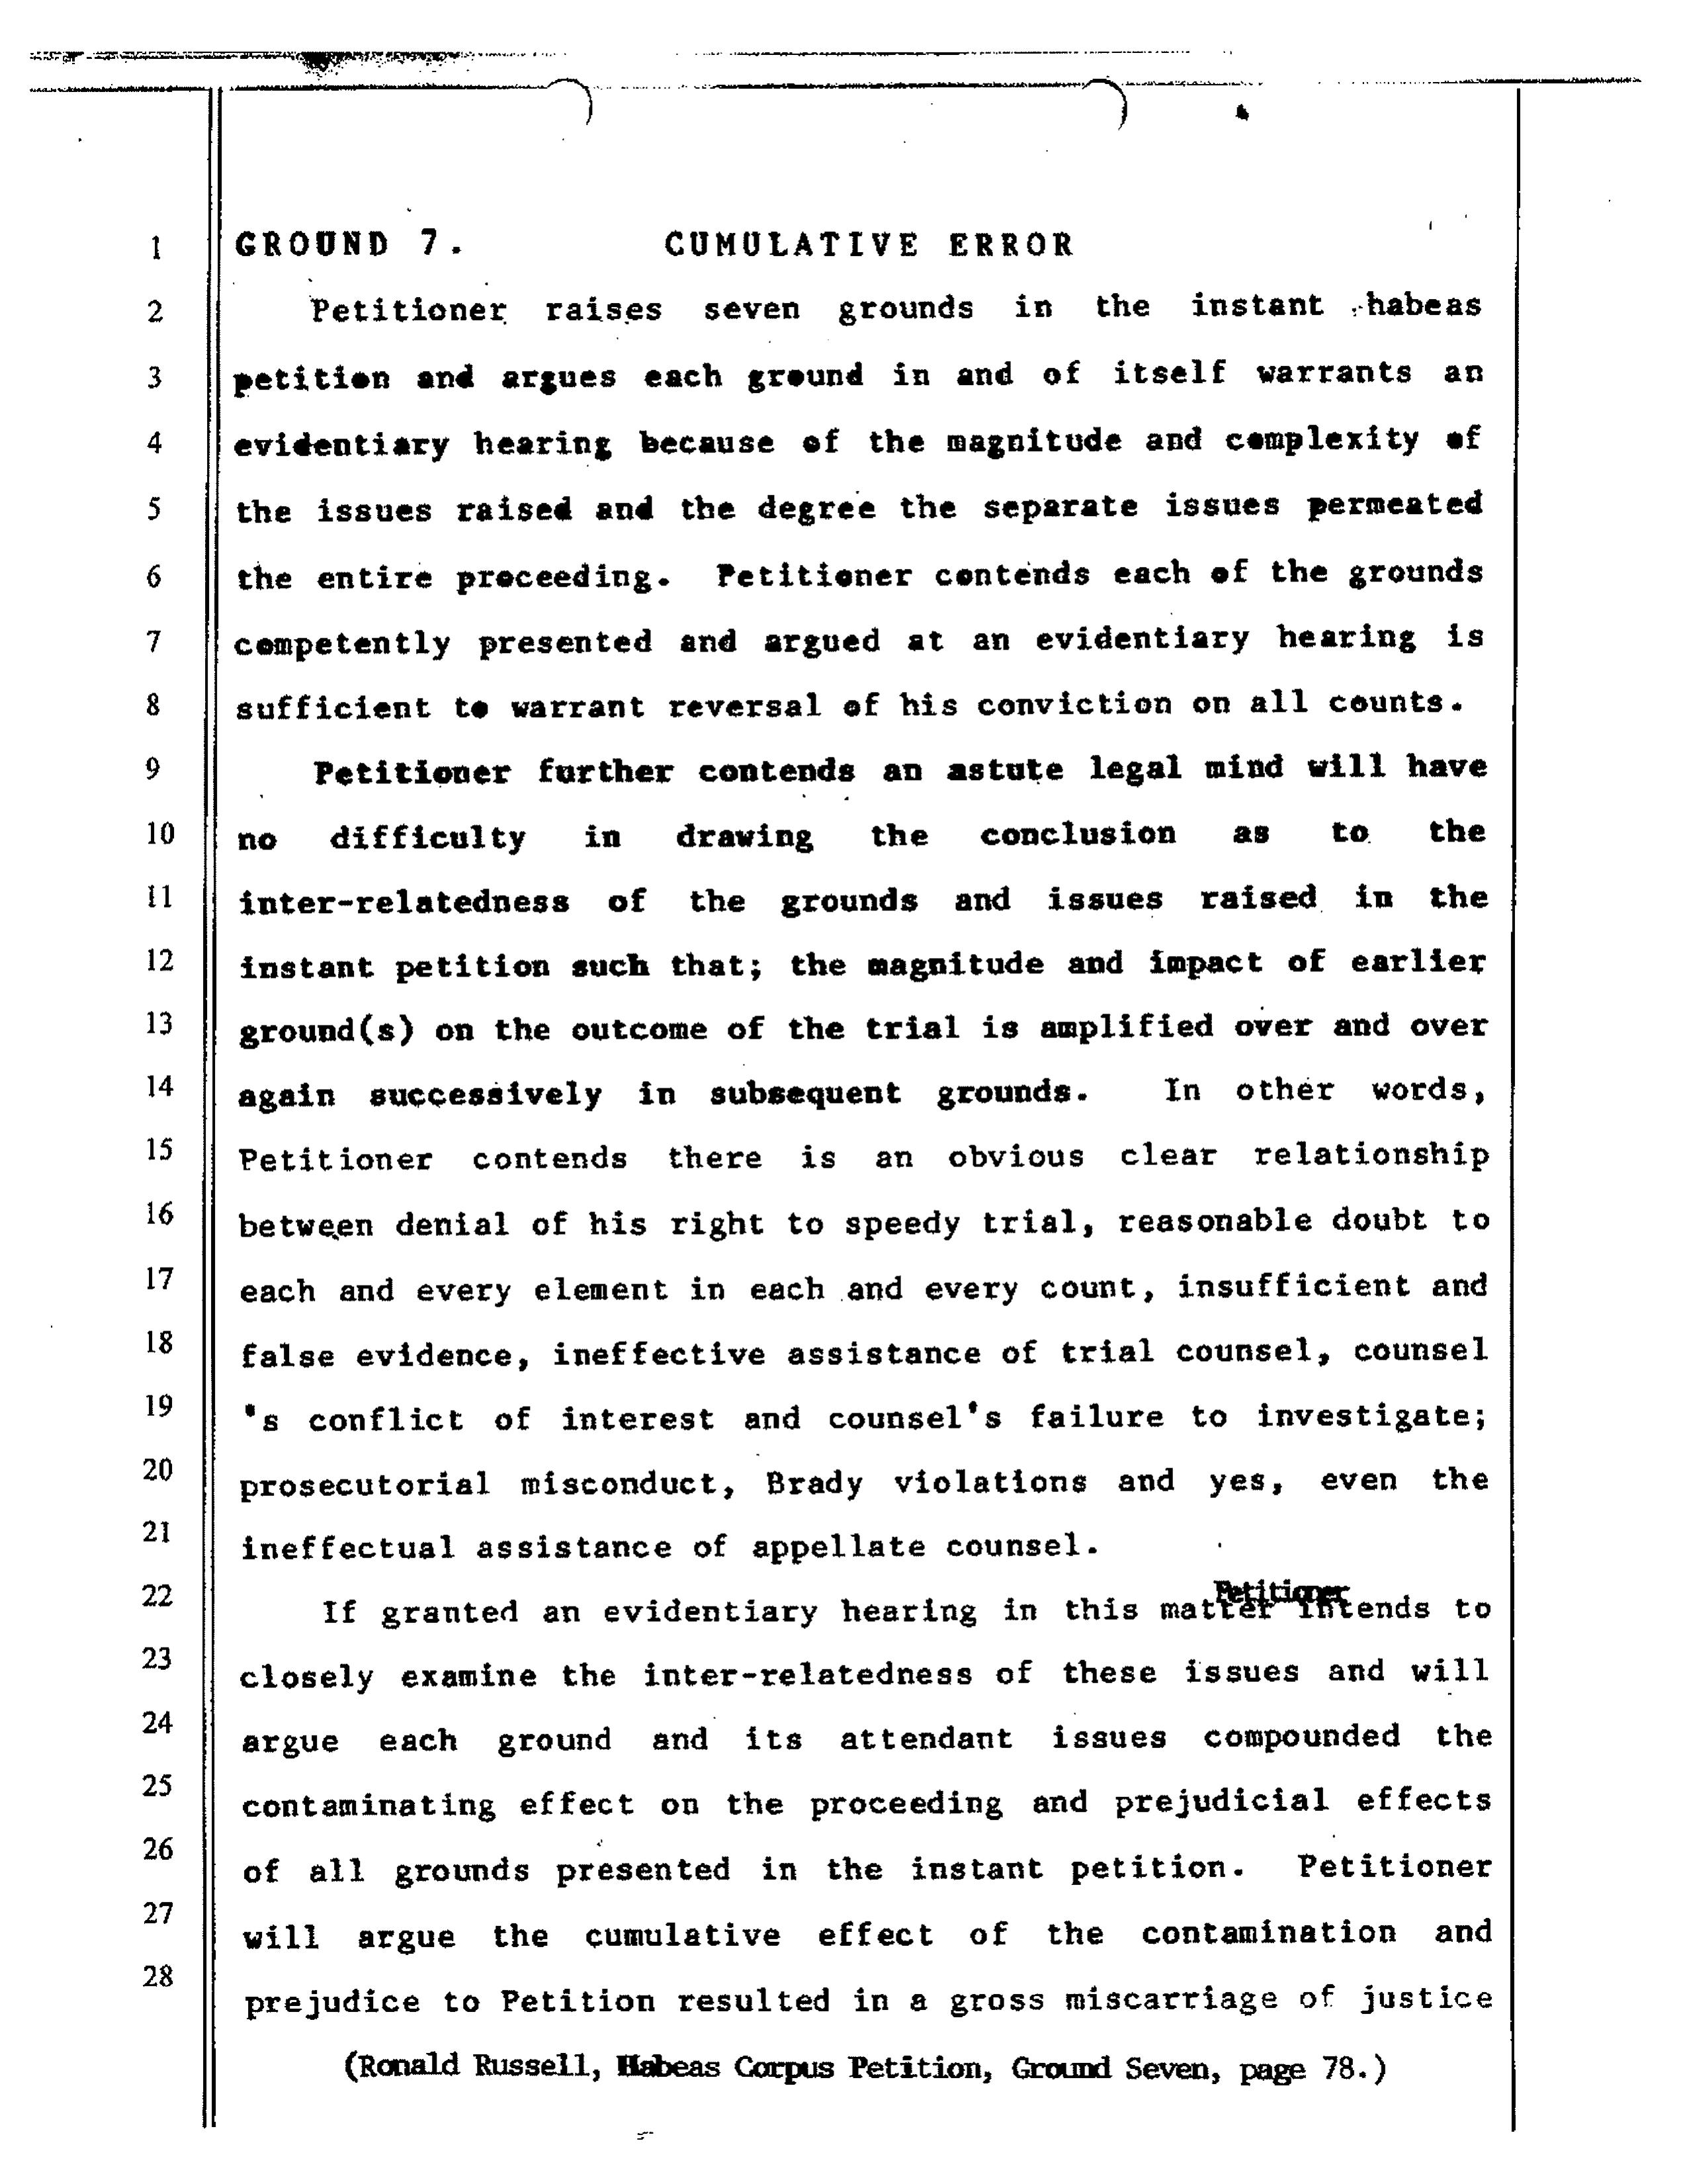 1 GROUND 7. CUMULATIVE ERROR
2 Petitioner raises seven grounds in the instant habeas
3 petition and argues each ground in and of itself warrants an
4 evidentiary hearing because of the magnitude and complexity of
5 the issues raised and the degree the separate issues permeated
6 the entire proceeding. Petitioner contends each of the grounds
7 competently presented and argued at an evidentiary hearing is
8 sufficient to warrant reversal of his conviction on all counts.
9 Petitioner further contends an astute legal mind will have
10 no difficulty in drawing the conclusion as to the
11 inter-relatedness of the grounds and issues raised in the
12 instant petition such that; the magnitude and impact of earlier
13 ground(s) on the outcome of the trial is amplified over and over
14 again successively in subsequent grounds. In other words,
15 Petitioner contends there is an obvious clear relationship
16 between denial of his right to speedy trial, reasonable doubt to
17 each and every element in each and every count, insufficient and
18 false evidence, ineffective assistance of trial counsel, counsel
19 's conflict of interest and counsel's failure to investigate;
20 prosecutorial misconduct, Brady violations and yes, even the
21 ineffectual assistance of appellate counsel.
Petitioner
22 If granted an evidentiary hearing in this matter intends to
23 closely examine the inter-relatedness of these issues and will
24 argue each ground and its attendant issues compounded the
25 contaminating effect on the proceeding and prejudicial effects
26 of all grounds presented in the instant petition. Petitioner
27 will argue the cumulative effect of the contamination and
28 prejudice to Petition resulted in a gross miscarriage of justice
(Ronald Russell, Habeas Corpus Petition, Ground Seven, page 78.)